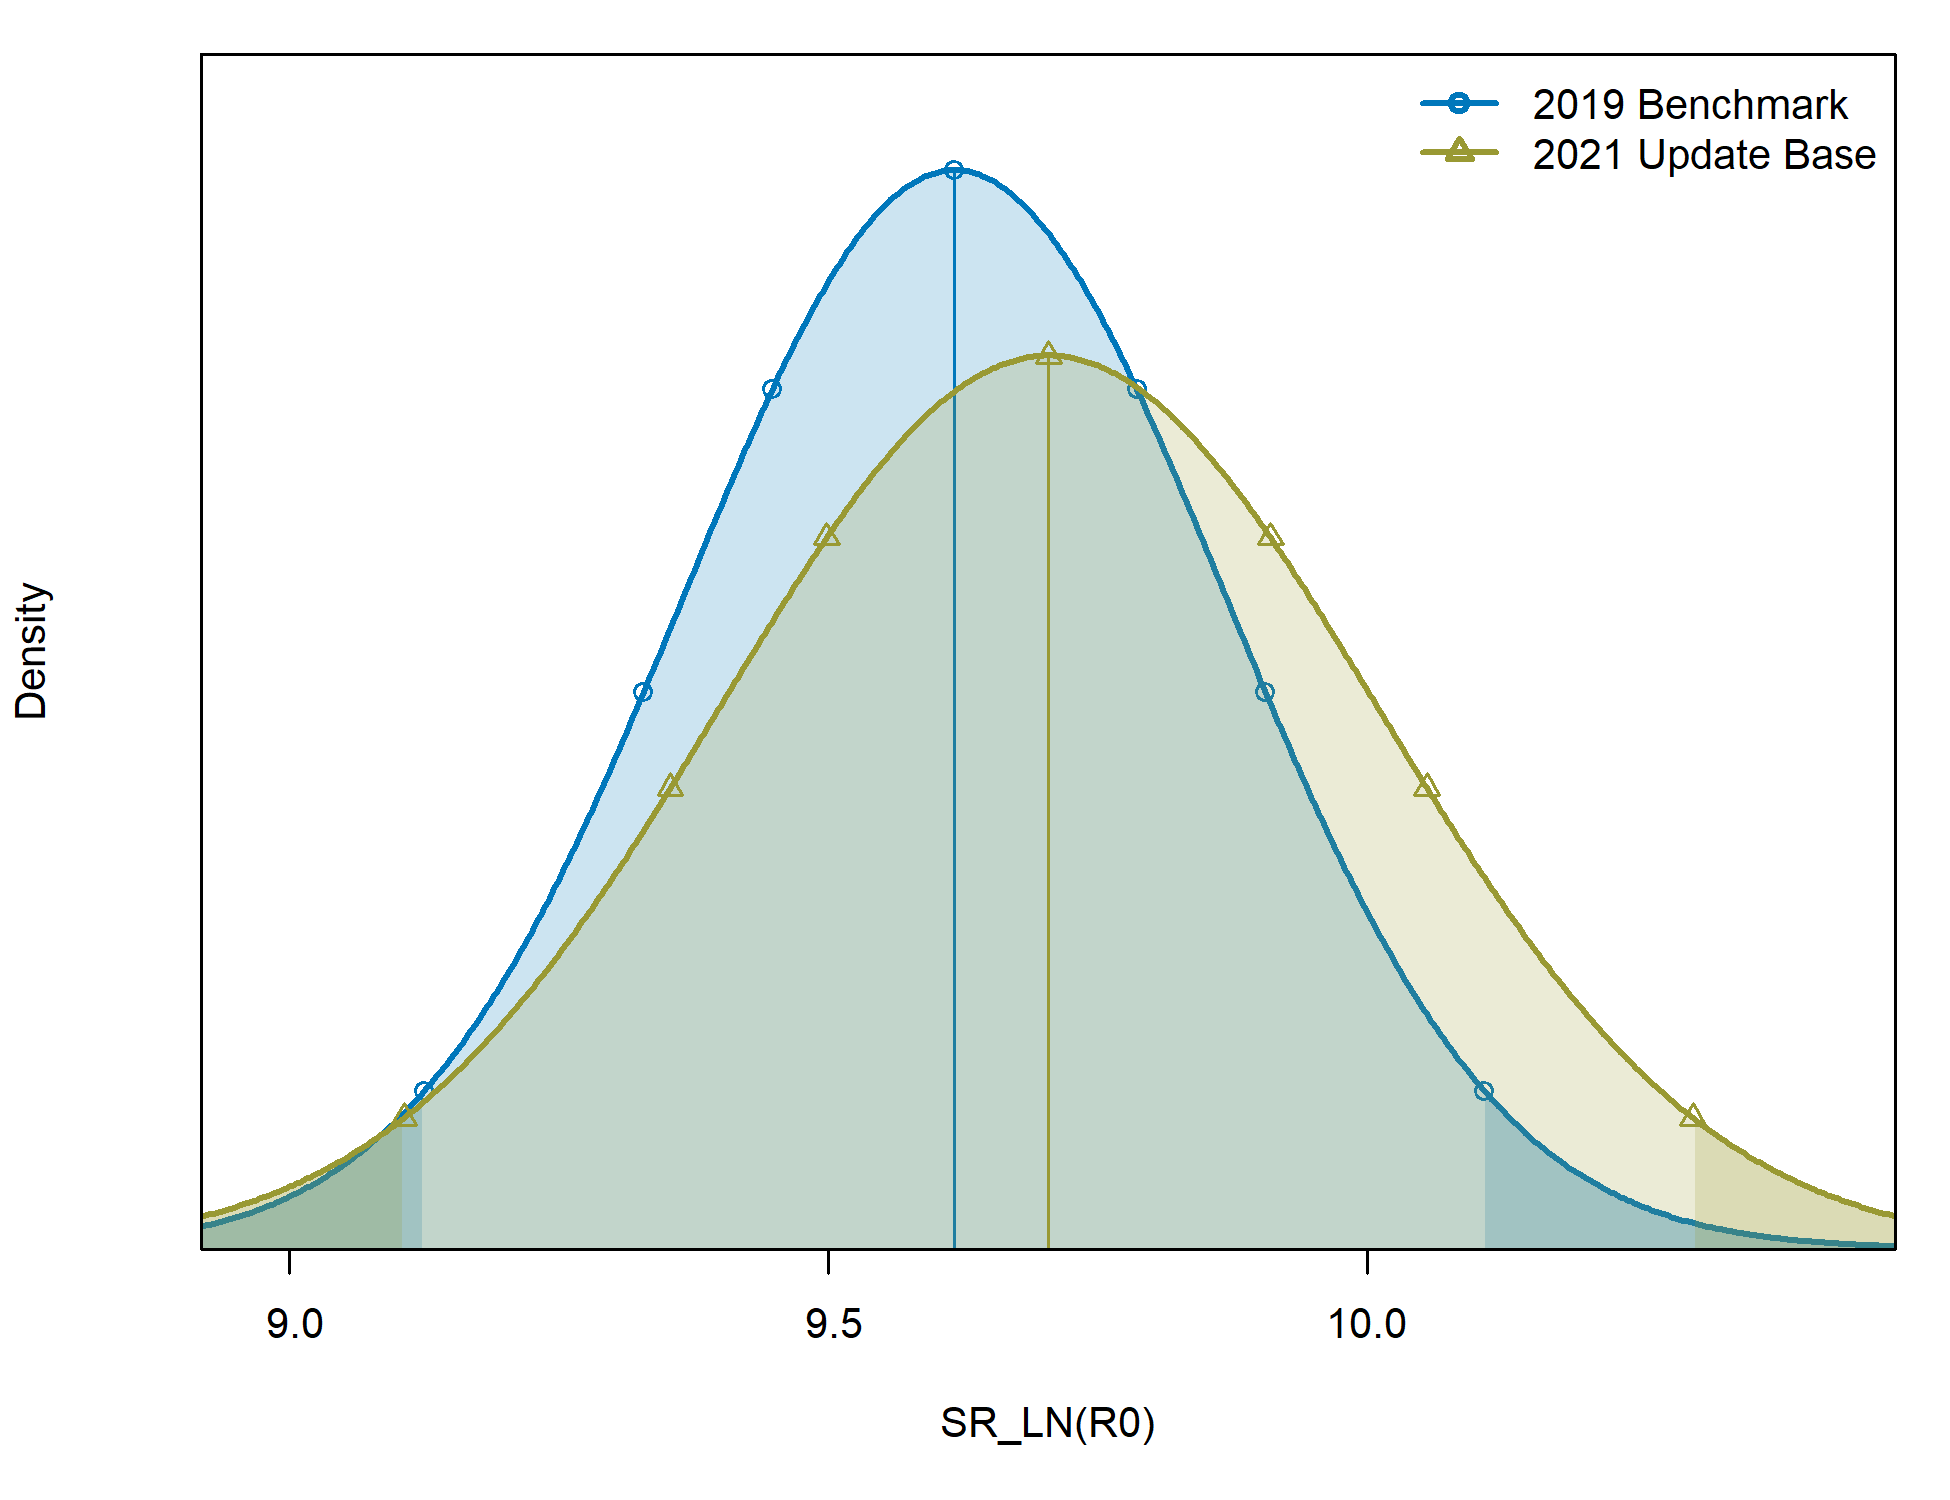 2019 Benchmark
2021 Update Base
Density
9.0
9.5
10.0
SR_LN(R0)